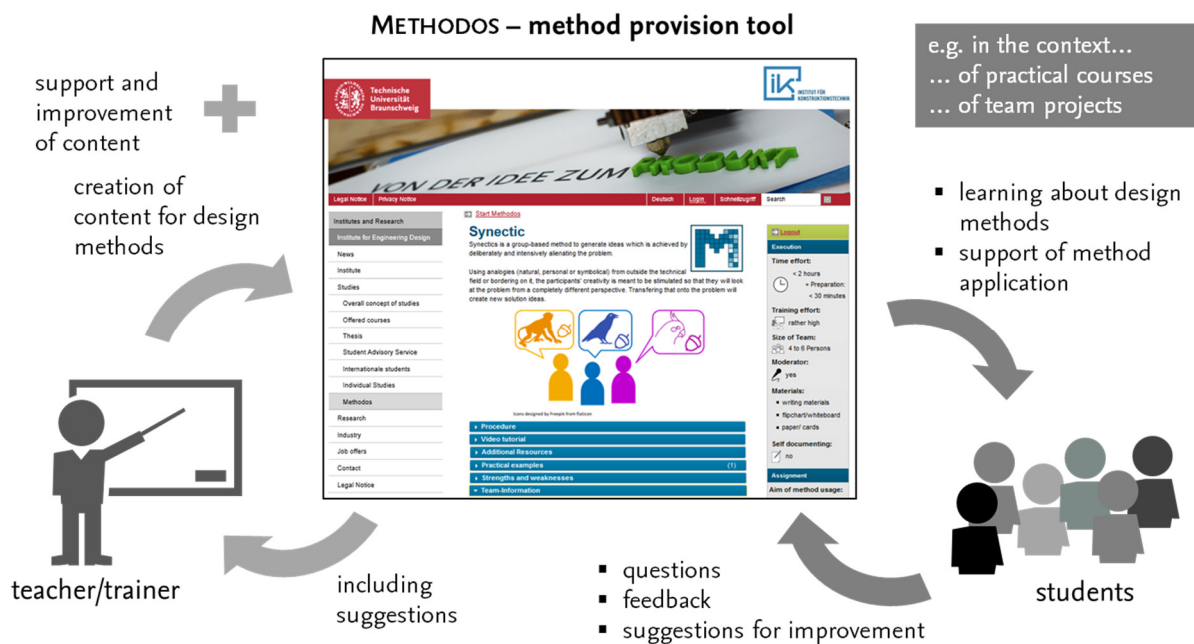 METHODOS – method provision tool
support and
improvement
of content
creation of
content for design
methods
e.g. in the context...
... of practical courses
... of team projects
Technische
Universität
Braunschweig
ik
INSTITUT FÜR
KONSTRUKTIONSTECHNIK
VON DER IDEE ZUM PRODUKT
Legal Notice Privacy Notice Deutsch Login Schnellzugriff Search
Institutes and Research
Institute for Engineering Design
News
Institute
Studies
Overall concept of studies
Offered courses
Thesis
Student Advisory Service
Internationale students
Individual Studies
Methodos
Research
Industry
Job offers
Contact
Legal Notice
Start Methodos
Synectic
Synectics is a group-based method to generate ideas which is achieved by
deliberately and intensively alienating the problem.
Using analogies (natural, personal or symbolical) from outside the technical
field or bordering on it, the participants' creativity is meant to be stimulated so that they will look
at the problem from a completely different perspective. Transfering that onto the problem will
create new solution ideas.
M
Icons designed by freepik from flaticon
Procedure
Video tutorial
Additional Resources
Practical examples (1)
Strengths and weaknesses
Team-Information
Logout
Execution
Time effort:
< 2 hours
+ Preparation:
< 30 minutes
Training effort:
rather high
Size of Team:
4 to 6 Persons
Moderator:
yes
Materials:
writing materials
flipchart/whiteboard
paper/ cards
Self documenting:
no
Assignment
Aim of method usage:
▪ learning about design
methods
▪ support of method
application
teacher/trainer
including
suggestions
▪ questions
▪ feedback
▪ suggestions for improvement
students